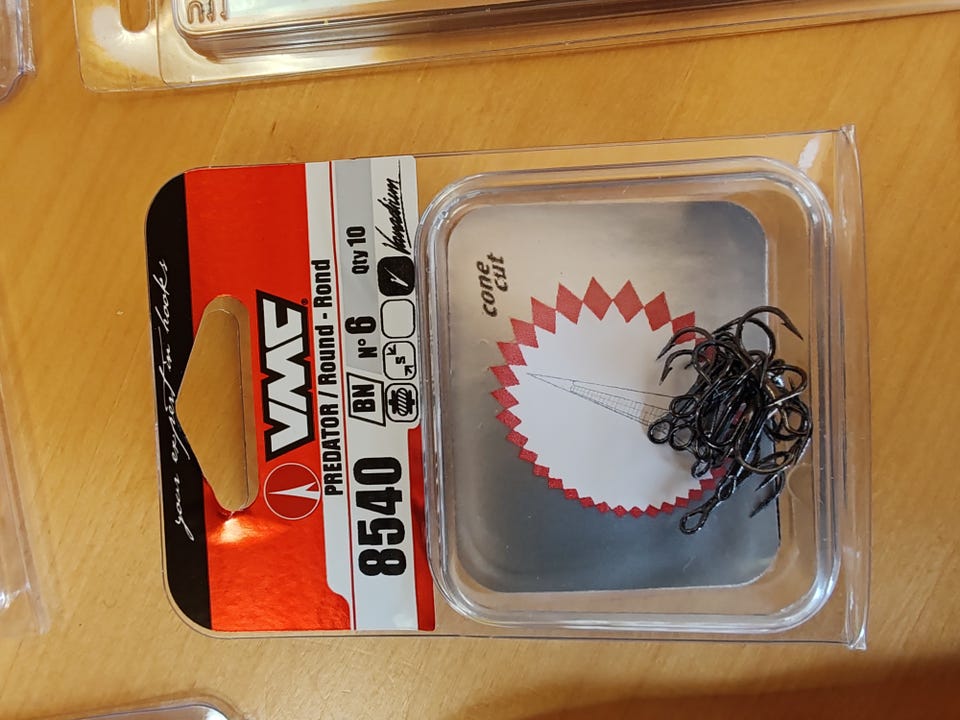 your expert in hooks
VMC®
PREDATOR / Round - Rond
8540 BN N° 6 Qty 10
S V Vanadium
cone
cut